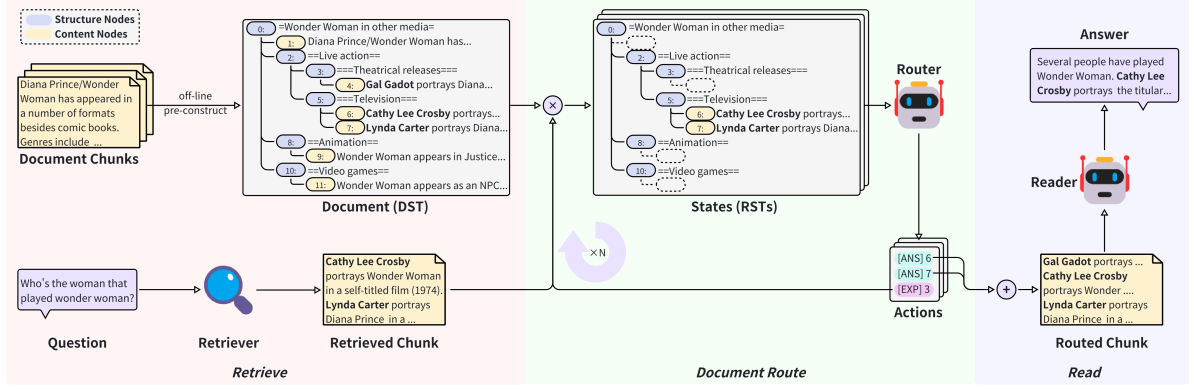 Structure Nodes
Content Nodes
Diana Prince/Wonder
Woman has appeared in
a number of formats
besides comic books.
Genres include ...
Document Chunks
off-line
pre-construct
0: =Wonder Woman in other media=
1: Diana Prince/Wonder Woman has...
2: ==Live action==
3: ===Theatrical releases===
4: Gal Gadot portrays Diana...
5: ===Television===
6: Cathy Lee Crosby portrays...
7: Lynda Carter portrays Diana...
8: ==Animation==
9: Wonder Woman appears in Justice...
10: ==Video games==
11: Wonder Woman appears as an NPC...
Document (DST)
×
0: =Wonder Woman in other media=
2: ==Live action==
3: ===Theatrical releases===
5: ===Television===
6: Cathy Lee Crosby portrays...
7: Lynda Carter portrays Diana...
8: ==Animation==
10: ==Video games==
States (RSTs)
Router
Answer
Several people have played
Wonder Woman. Cathy Lee
Crosby portrays the titular...
Reader
Who's the woman that
played wonder woman?
Question
Retriever
Cathy Lee Crosby
portrays Wonder Woman
in a self-titled film (1974).
Lynda Carter portrays
Diana Prince in a ...
Retrieved Chunk
×N
[ANS] 6
[ANS] 7
[EXP] 3
Actions
+
Gal Gadot portrays ...
Cathy Lee Crosby
portrays Wonder ....
Lynda Carter portrays
Diana Prince in a ...
Routed Chunk
Retrieve
Document Route
Read